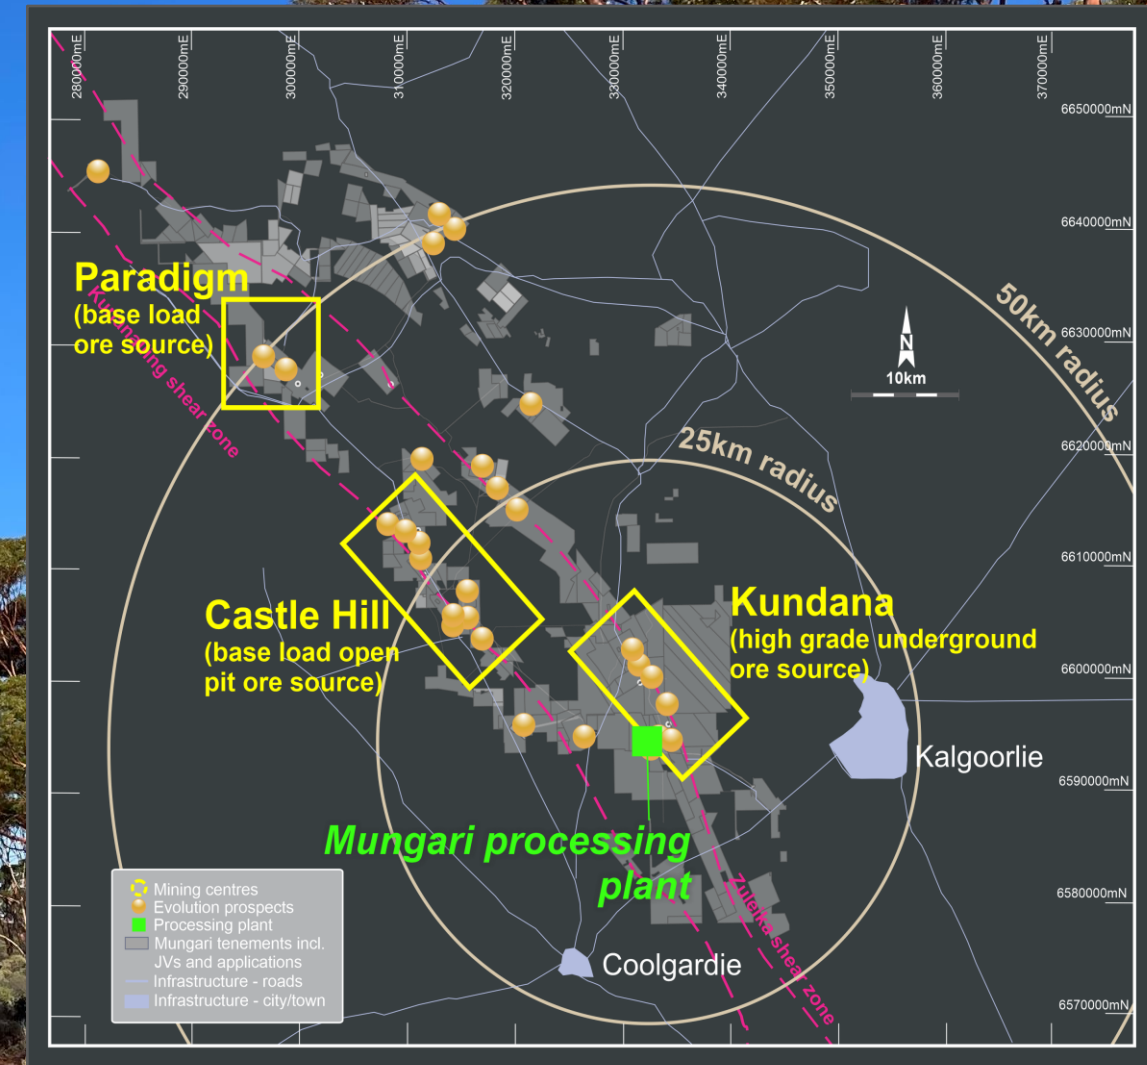 280000mE
290000mE
300000mE
310000mE
320000mE
330000mE
340000mE
350000mE
360000mE
370000mE
6650000mN
6640000mN
6630000mN
6620000mN
6610000mN
6600000mN
6590000mN
6580000mN
6570000mN
Paradigm
(base load
ore source)
Kunanalling shear zone
N
10km
50km radius
25km radius
Castle Hill
(base load open
pit ore source)
Kundana
(high grade underground
ore source)
Kalgoorlie
Mungari processing
plant
Zuleika shear zone
Coolgardie
Mining centres
Evolution prospects
Processing plant
Mungari tenements incl.
JVs and applications
Infrastructure - roads
Infrastructure - city/town